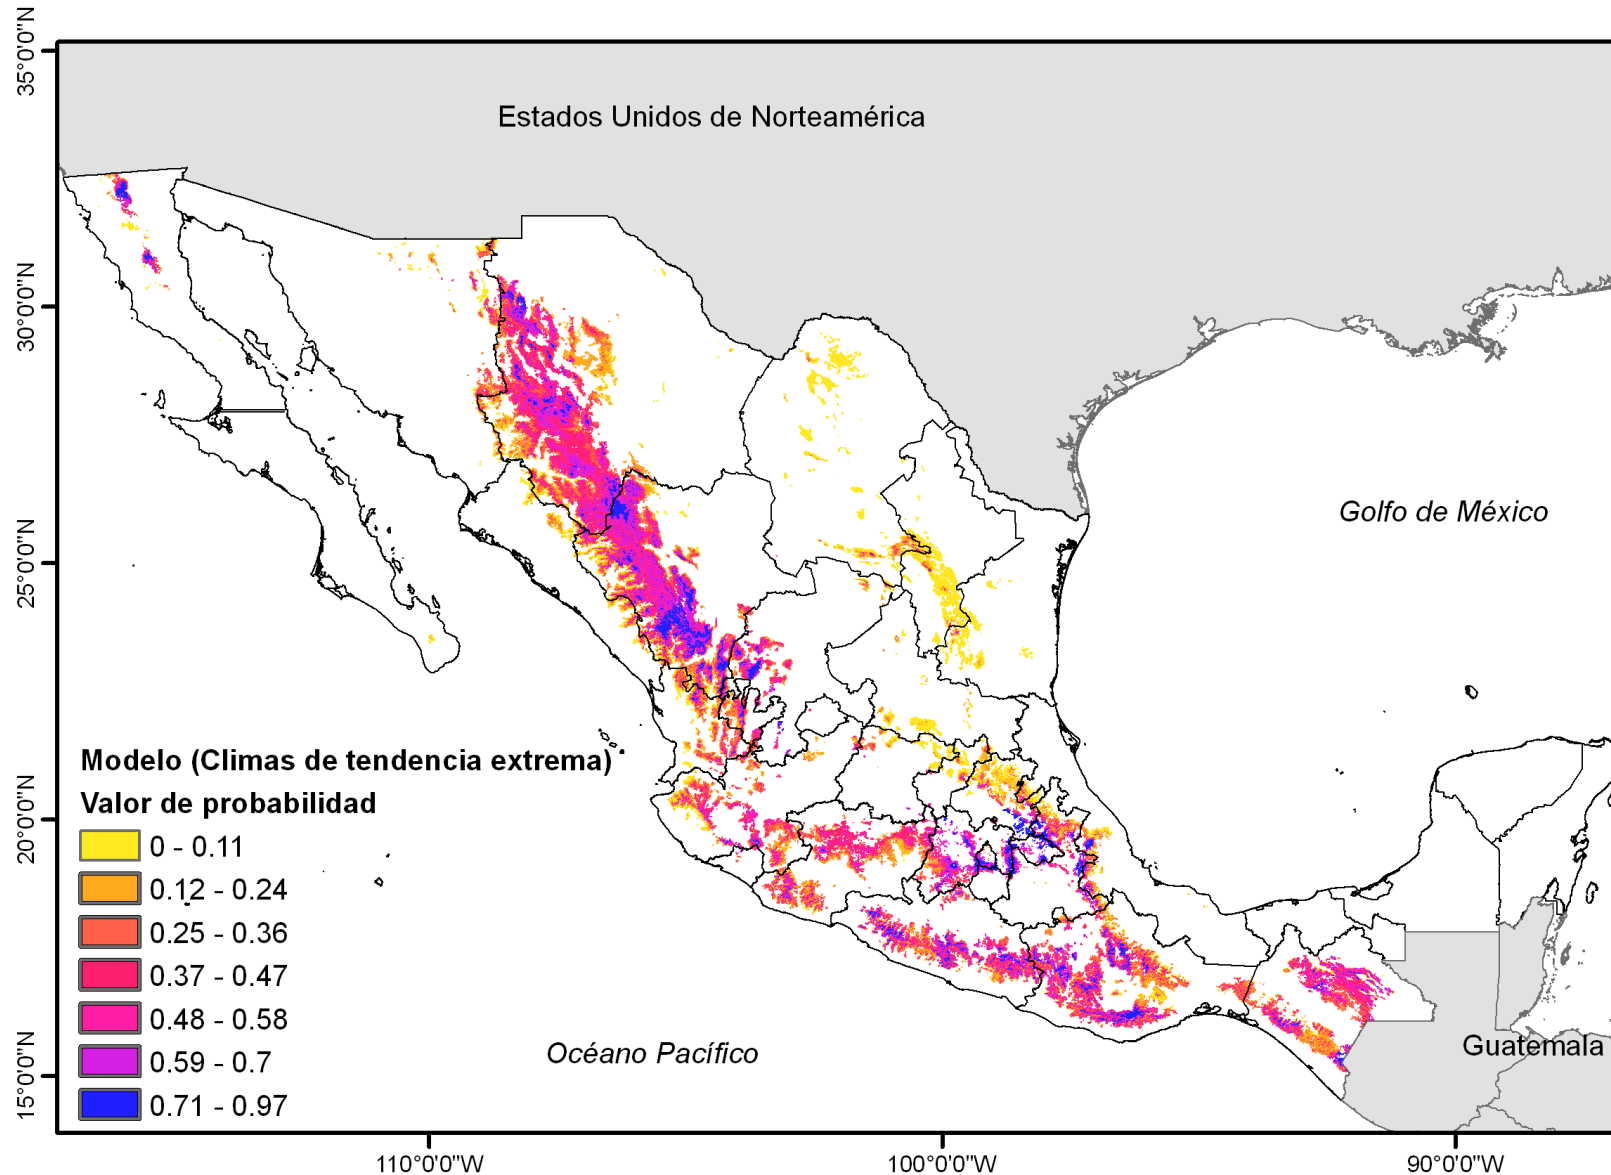 35°0'0"N
Estados Unidos de Norteamérica
30°0'0"N
Golfo de México
25°0'0"N
Modelo (Climas de tendencia extrema)
Valor de probabilidad
20°0'0"N
0 - 0.11
0.12 - 0.24
0.25 - 0.36
0.37 - 0.47
0.48 - 0.58
0.59 - 0.7
0.71 - 0.97
Océano Pacífico
Guatemala
15°0'0"N
110°0'0"W
100°0'0"W
90°0'0"W